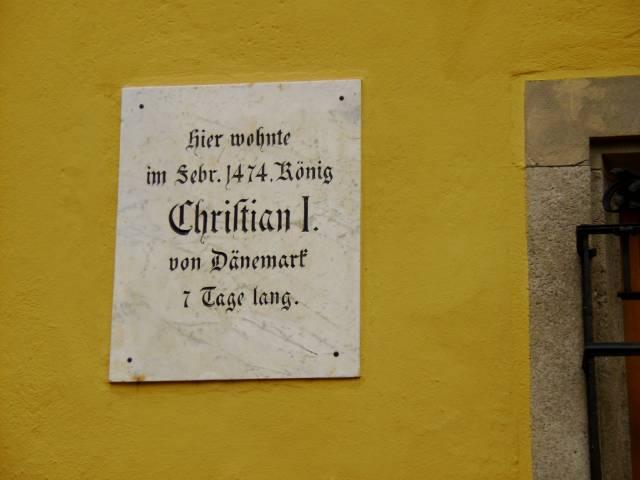 Hier wohnte
im Febr. 1474. König
Christian I.
von Dänemark
7 Tage lang.